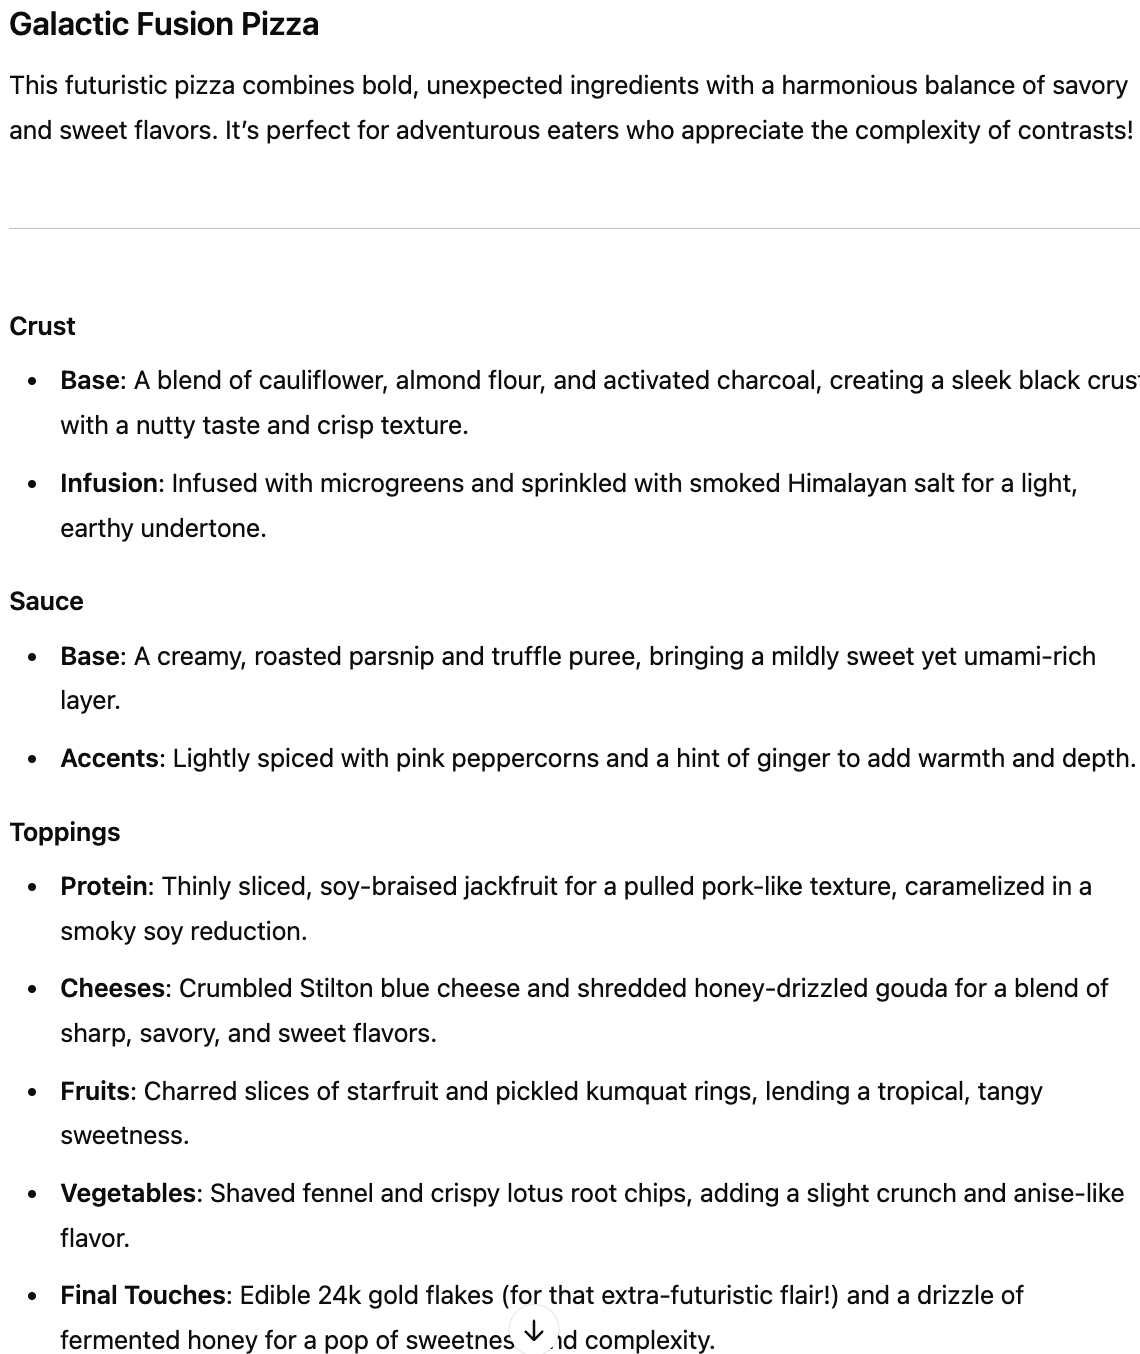 Galactic Fusion Pizza
This futuristic pizza combines bold, unexpected ingredients with a harmonious balance of savory
and sweet flavors. It’s perfect for adventurous eaters who appreciate the complexity of contrasts!
Crust
• Base: A blend of cauliflower, almond flour, and activated charcoal, creating a sleek black crust
with a nutty taste and crisp texture.
• Infusion: Infused with microgreens and sprinkled with smoked Himalayan salt for a light,
earthy undertone.
Sauce
• Base: A creamy, roasted parsnip and truffle puree, bringing a mildly sweet yet umami-rich
layer.
• Accents: Lightly spiced with pink peppercorns and a hint of ginger to add warmth and depth.
Toppings
• Protein: Thinly sliced, soy-braised jackfruit for a pulled pork-like texture, caramelized in a
smoky soy reduction.
• Cheeses: Crumbled Stilton blue cheese and shredded honey-drizzled gouda for a blend of
sharp, savory, and sweet flavors.
• Fruits: Charred slices of starfruit and pickled kumquat rings, lending a tropical, tangy
sweetness.
• Vegetables: Shaved fennel and crispy lotus root chips, adding a slight crunch and anise-like
flavor.
• Final Touches: Edible 24k gold flakes (for that extra-futuristic flair!) and a drizzle of
fermented honey for a pop of sweetness and complexity.